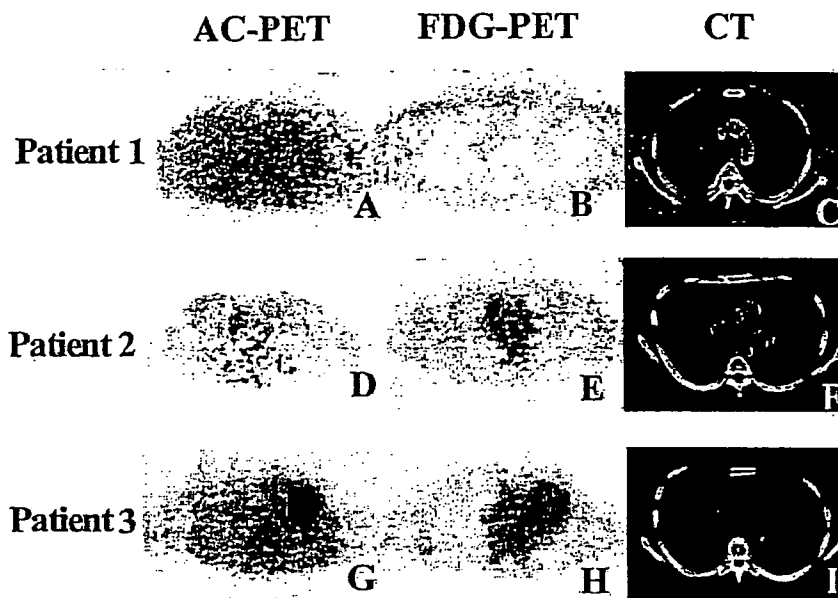 AC-PET FDG-PET CT
Patient 1 A B C
Patient 2 D E F
Patient 3 G H I